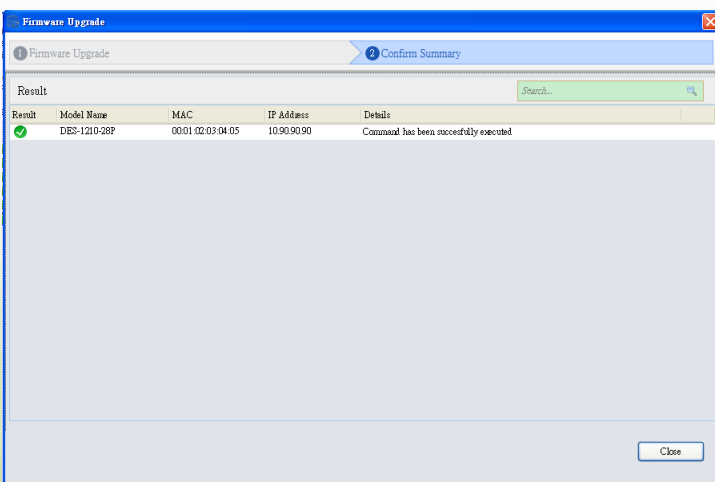 Firmware Upgrade
1 Firmware Upgrade
2 Confirm Summary
Result
Search...
Result Model Name MAC IP Address Details
DES-1210-28P 00:01:02:03:04:05 10.90.90.90 Command has been succesfully executed
Close